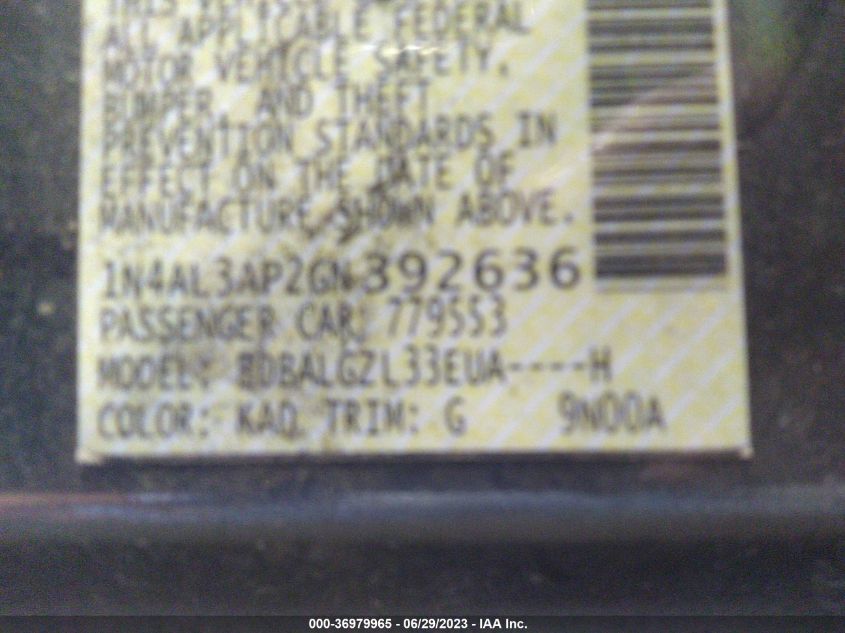 ALL APPLICABLE FEDERAL
MOTOR VEHICLE SAFETY,
BUMPER, AND THEFT
PREVENTION STANDARDS IN
EFFECT ON THE DATE OF
MANUFACTURE SHOWN ABOVE.
1N4AL3AP2GN392636
PASSENGER CAR 779553
MODEL: BDBALGZL33EUA----H
COLOR: KAD TRIM: G 9N00A
000-36979965 - 06/29/2023 - IAA Inc.